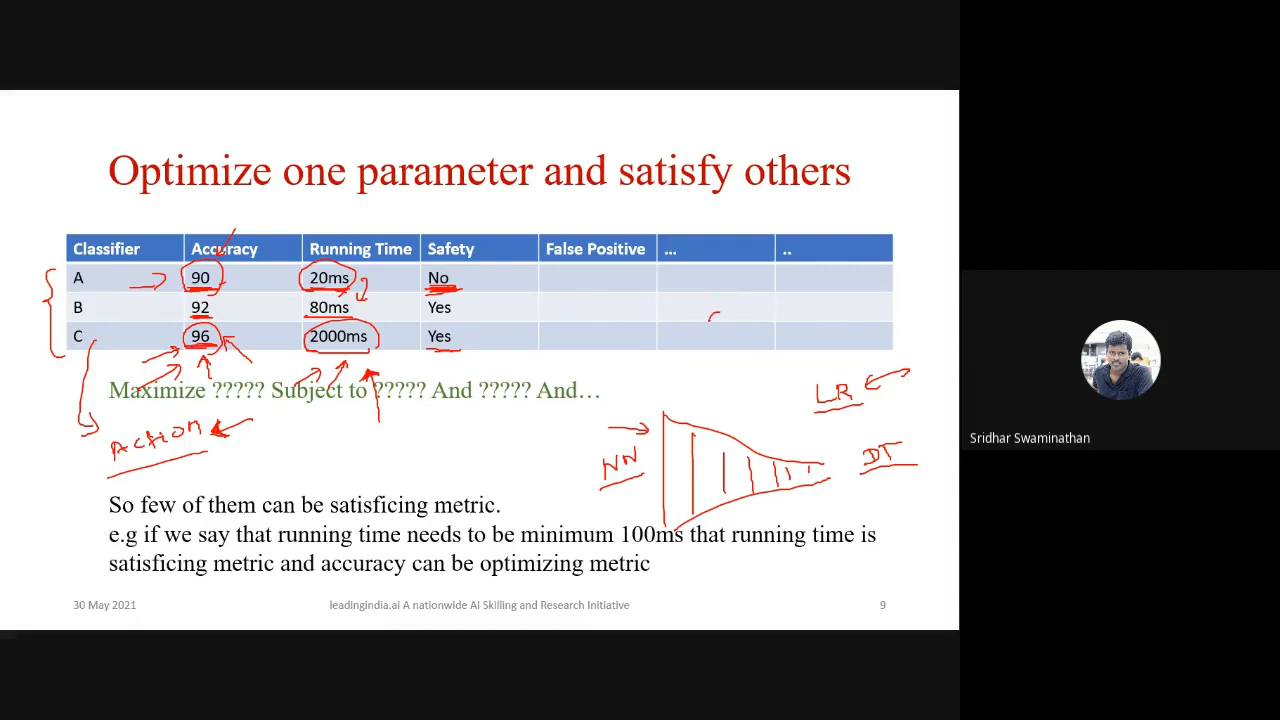 Optimize one parameter and satisfy others
Classifier Accuracy Running Time Safety False Positive ... ..
A 90 20ms No
B 92 80ms Yes
C 96 2000ms Yes
Maximize ????? Subject to ????? And ????? And...
LR
Action
NN
DT
So few of them can be satisficing metric.
e.g if we say that running time needs to be minimum 100ms that running time is
satisficing metric and accuracy can be optimizing metric
30 May 2021 leadingindia.ai A nationwide AI Skilling and Research Initiative 9
Sridhar Swaminathan